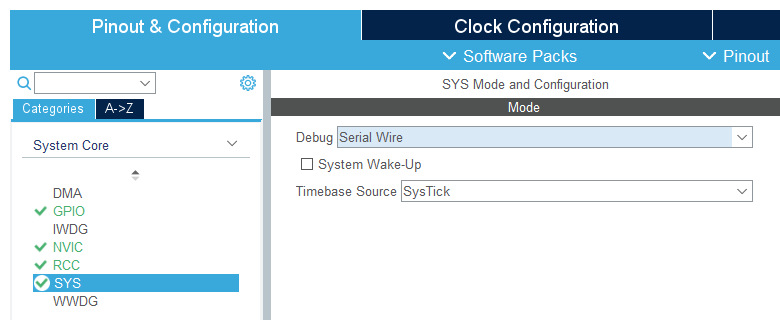 Pinout & Configuration
Clock Configuration
Software Packs
Pinout
SYS Mode and Configuration
Categories
A->Z
Mode
System Core
Debug Serial Wire
System Wake-Up
Timebase Source SysTick
DMA
GPIO
IWDG
NVIC
RCC
SYS
WWDG